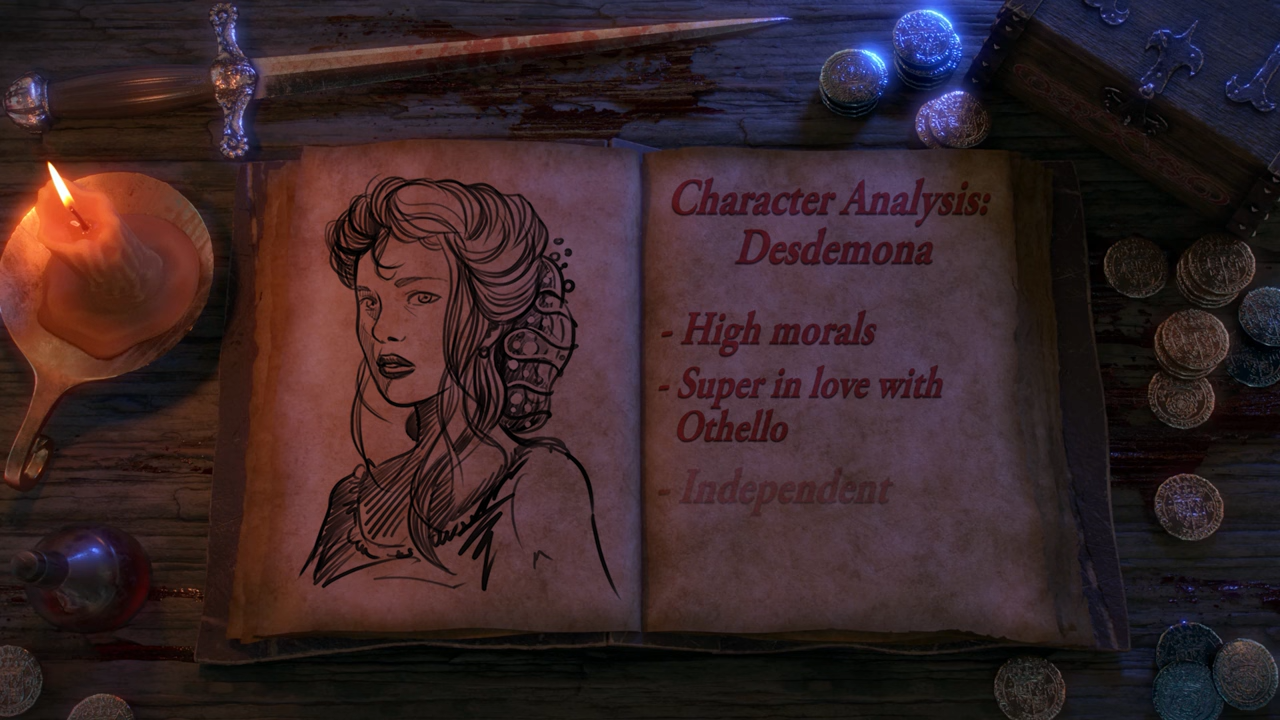 Character Analysis:
Desdemona
- High morals
- Super in love with
Othello
- Independent